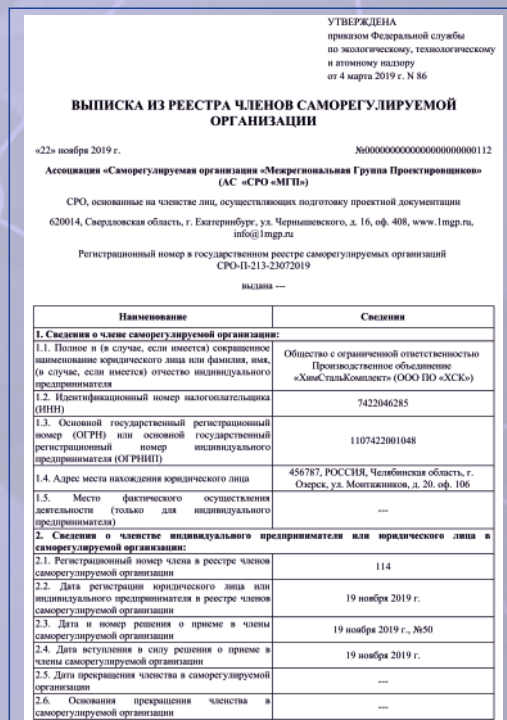 УТВЕРЖДЕНА
приказом Федеральной службы
по экологическому, технологическому
и атомному надзору
от 4 марта 2019 г. N 86
ВЫПИСКА ИЗ РЕЕСТРА ЧЛЕНОВ САМОРЕГУЛИРУЕМОЙ
ОРГАНИЗАЦИИ
«22» ноября 2019 г. №0000000000000000000000112
Ассоциация «Саморегулируемая организация «Межрегиональная Группа Проектировщиков»
(АС «СРО «МГП»)
СРО, основанные на членстве лиц, осуществляющих подготовку проектной документации
620014, Свердловская область, г. Екатеринбург, ул. Чернышевского, д. 16, оф. 408, www.1mgp.ru,
info@1mgp.ru
Регистрационный номер в государственном реестре саморегулируемых организаций
СРО-П-213-23072019
выдана ---
Наименование Сведения
1. Сведения о члене саморегулируемой организации:
1.1. Полное и (в случае, если имеется) сокращенное
наименование юридического лица или фамилия, имя,
(в случае, если имеется) отчество индивидуального
предпринимателя
Общество с ограниченной ответственностью
Производственное объединение
«ХимСтальКомплект» (ООО ПО «ХСК»)
1.2. Идентификационный номер налогоплательщика
(ИНН)
7422046285
1.3. Основной государственный регистрационный
номер (ОГРН) или основной государственный
регистрационный номер индивидуального
предпринимателя (ОГРНИП)
1107422001048
1.4. Адрес места нахождения юридического лица
456787, РОССИЯ, Челябинская область, г.
Озерск, ул. Монтажников, д. 20. оф. 106
1.5. Место фактического осуществления
деятельности (только для индивидуального
предпринимателя)
---
2. Сведения о членстве индивидуального предпринимателя или юридического лица в
саморегулируемой организации:
2.1. Регистрационный номер члена в реестре членов
саморегулируемой организации
114
2.2. Дата регистрации юридического лица или
индивидуального предпринимателя в реестре членов
саморегулируемой организации
19 ноября 2019 г.
2.3. Дата и номер решения о приеме в члены
саморегулируемой организации
19 ноября 2019 г., №50
2.4. Дата вступления в силу решения о приеме в
члены саморегулируемой организации
19 ноября 2019 г.
2.5. Дата прекращения членства в саморегулируемой
организации
---
2.6. Основания прекращения членства в
саморегулируемой организации
---